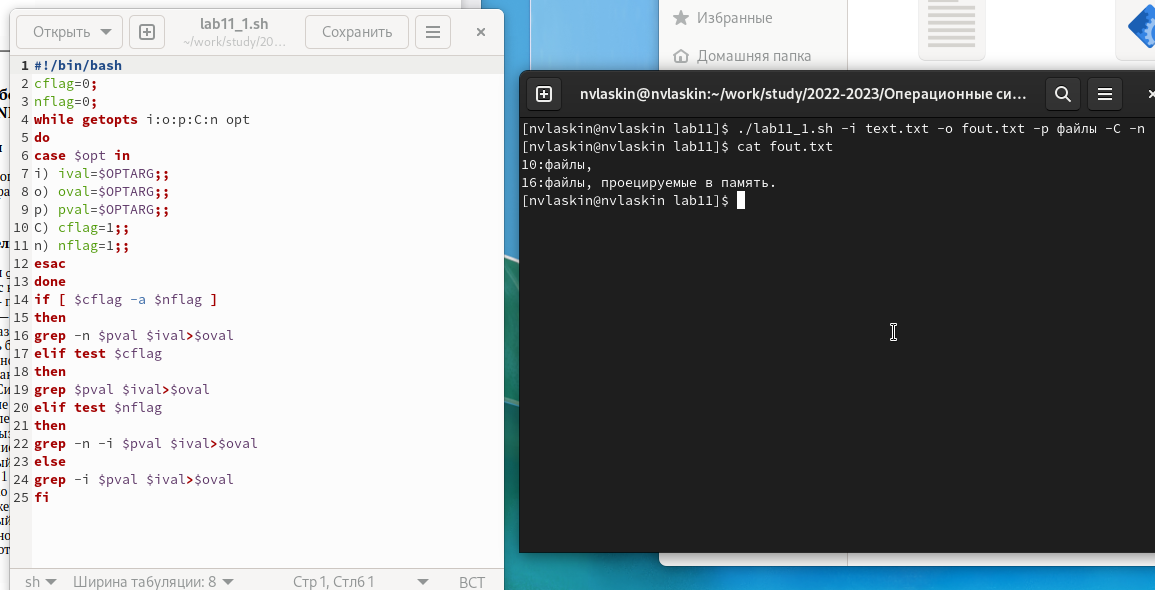 Открыть
lab11_1.sh
~/work/study/20…
Сохранить
1 #!/bin/bash
2 cflag=0;
3 nflag=0;
4 while getopts i:o:p:C:n opt
5 do
6 case $opt in
7 i) ival=$OPTARG;;
8 o) oval=$OPTARG;;
9 p) pval=$OPTARG;;
10 C) cflag=1;;
11 n) nflag=1;;
12 esac
13 done
14 if [ $cflag -a $nflag ]
15 then
16 grep -n $pval $ival>$oval
17 elif test $cflag
18 then
19 grep $pval $ival>$oval
20 elif test $nflag
21 then
22 grep -n -i $pval $ival>$oval
23 else
24 grep -i $pval $ival>$oval
25 fi
sh
Ширина табуляции: 8
Стр 1, Стлб 1
ВСТ
Избранные
Домашняя папка
nvlaskin@nvlaskin:~/work/study/2022-2023/Операционные си…
[nvlaskin@nvlaskin lab11]$ ./lab11_1.sh -i text.txt -o fout.txt -p файлы -C -n
[nvlaskin@nvlaskin lab11]$ cat fout.txt
10:файлы,
16:файлы, проецируемые в память.
[nvlaskin@nvlaskin lab11]$